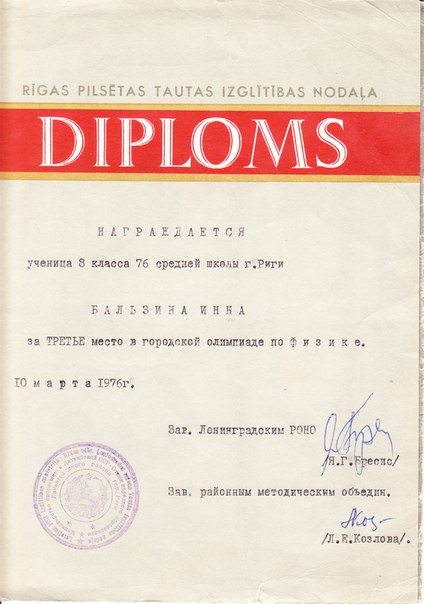 RĪGAS PILSĒTAS TAUTAS IZGLĪTĪBAS NODAĻA
DIPLOMS
НАГРАЖДАЕТСЯ
ученица 8 класса 76 средней школы г.Риги
БАЛЬЗИНА ИННА
за ТРЕТЬЕ место в городской олимпиаде по физике.
10 марта 1976г.
Зав. Ленинградским РОНО
/Я.Г.Бресис/
Зав. районным методическим объедин.
/Л.Е.Козлова/.